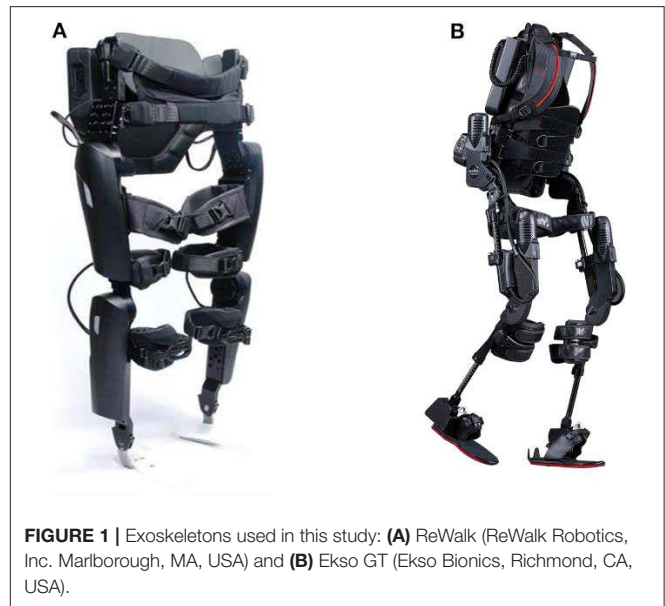 A
B
FIGURE 1 | Exoskeletons used in this study: (A) ReWalk (ReWalk Robotics,
Inc. Marlborough, MA, USA) and (B) Ekso GT (Ekso Bionics, Richmond, CA,
USA).